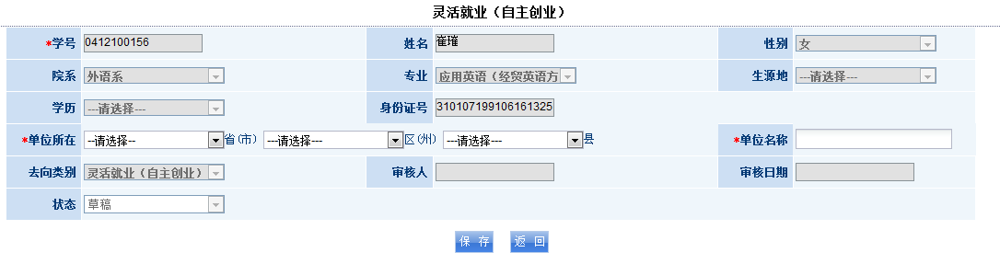 灵活就业（自主创业）
*学号 0412100156 姓名 崔璀 性别 女
院系 外语系 专业 应用英语（经贸英语方 生源地 ---请选择---
学历 ---请选择--- 身份证号 310107199106161325
*单位所在 --请选择-- 省(市) ---请选择--- 区(州) ---请选择--- 县 *单位名称
去向类别 灵活就业（自主创业） 审核人 审核日期
状态 草稿
保 存 返 回